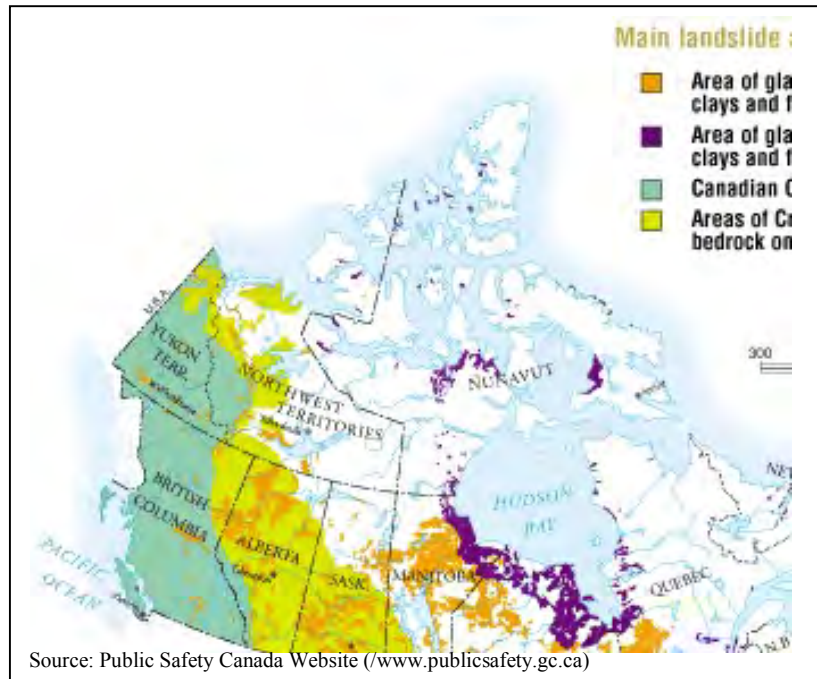 Main landslide a
Area of gla
clays and f
Area of gla
clays and f
Canadian C
Areas of Cr
bedrock on
300
U.S.A.
YUKON
TERR.
NORTHWEST
TERRITORIES
NUNAVUT
BRITISH
COLUMBIA
ALBERTA
SASK.
MANITOBA
HUDSON
BAY
QUEBEC
NE
N.B
PACIFIC
OCEAN
Source: Public Safety Canada Website (/www.publicsafety.gc.ca)